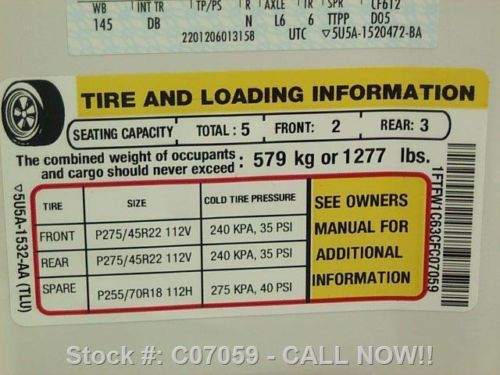 WB INT TR TP/PS R AXLE TR SPR CF612
145 DB N L6 6 TTPP D05
2201206013158 UTC ▽5U5A-1520472-BA
TIRE AND LOADING INFORMATION
SEATING CAPACITY TOTAL : 5 FRONT: 2 REAR: 3
The combined weight of occupants
and cargo should never exceed : 579 kg or 1277 lbs.
TIRE SIZE COLD TIRE PRESSURE
FRONT P275/45R22 112V 240 KPA, 35 PSI
REAR P275/45R22 112V 240 KPA, 35 PSI
SPARE P255/70R18 112H 275 KPA, 40 PSI
SEE OWNERS
MANUAL FOR
ADDITIONAL
INFORMATION
▽5U5A-1532-AA (TLU)
1FTFW1C63CFC07059
Stock #: C07059 - CALL NOW!!